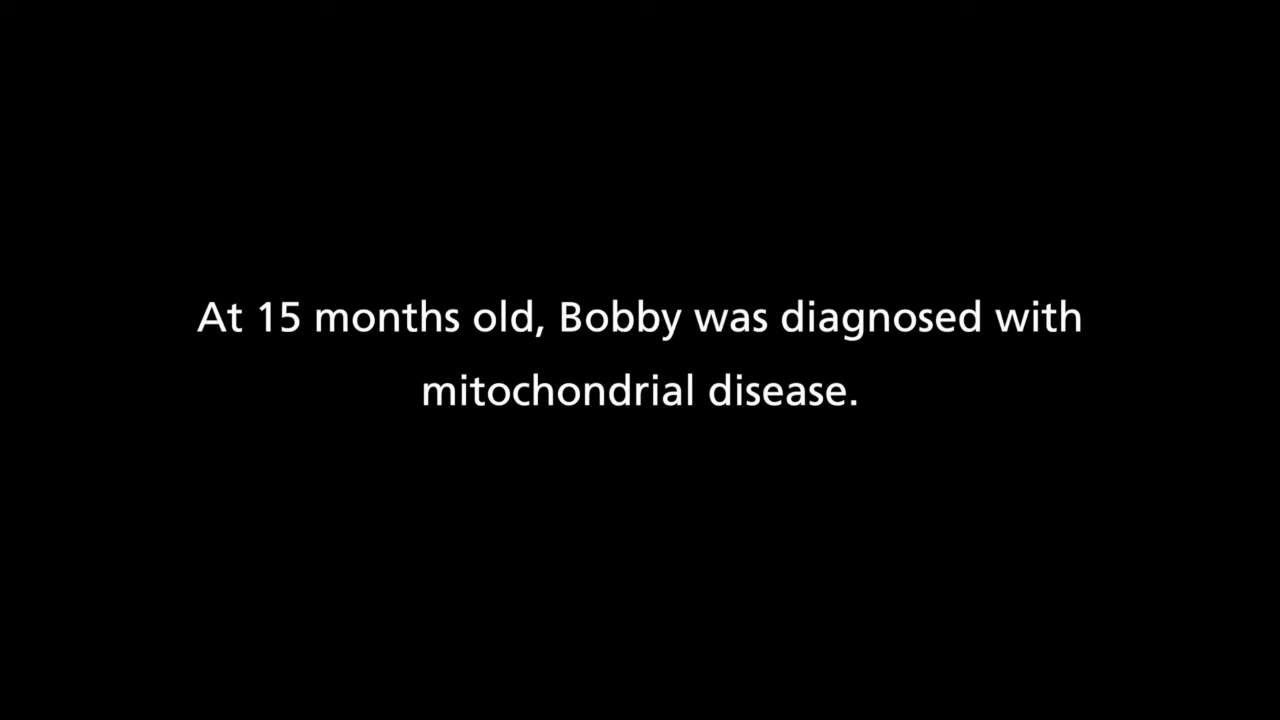 At 15 months old, Bobby was diagnosed with
mitochondrial disease.